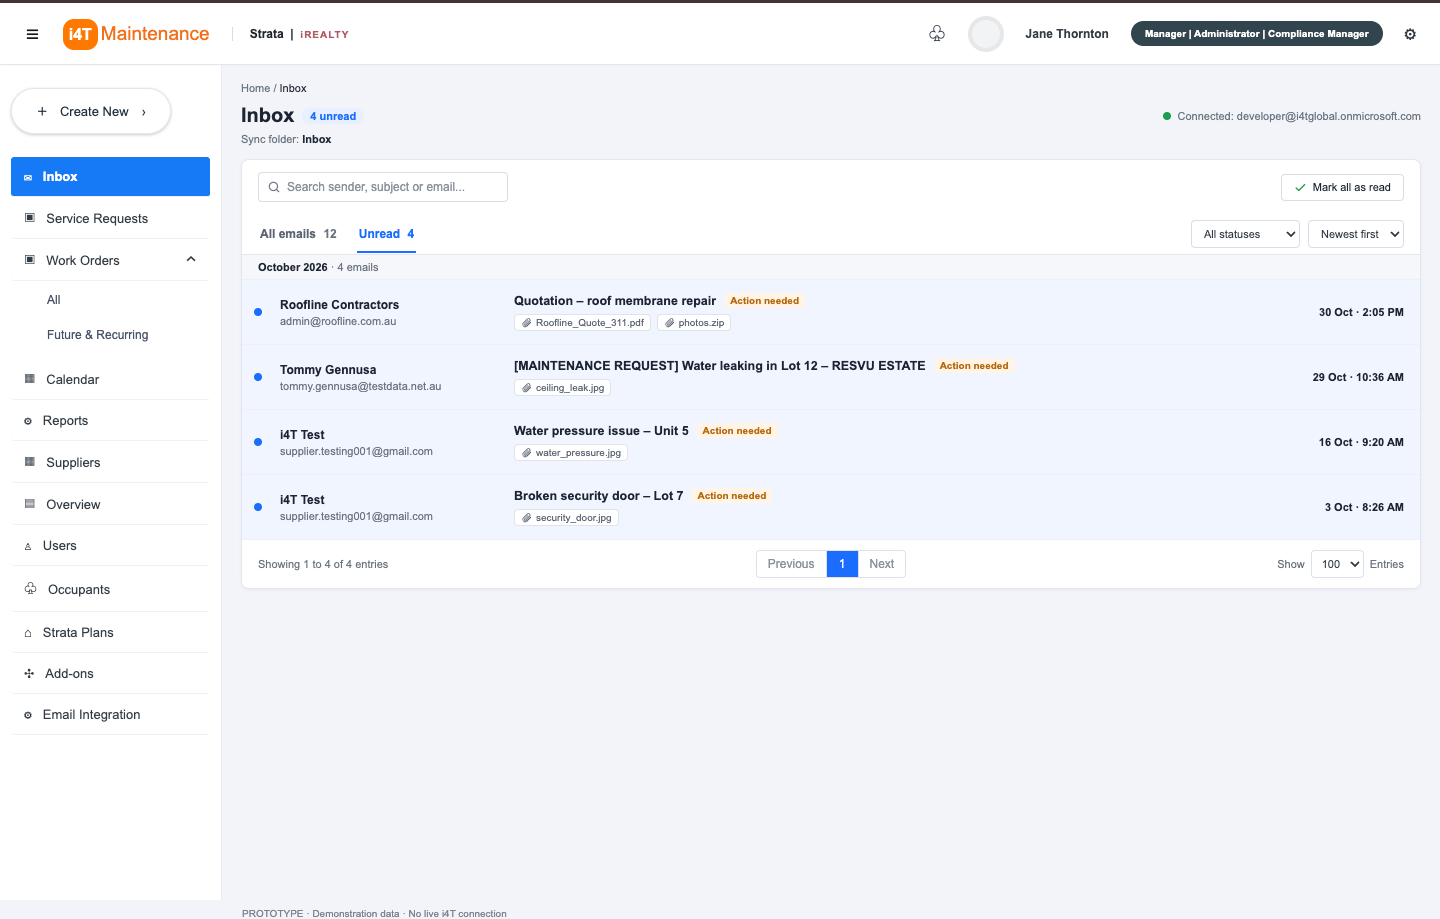 i4T Maintenance
Strata | iREALTY
Jane Thornton
Manager | Administrator | Compliance Manager
+ Create New ›
Inbox
Service Requests
Work Orders
All
Future & Recurring
Calendar
Reports
Suppliers
Overview
Users
Occupants
Strata Plans
Add-ons
Email Integration
Home / Inbox
Inbox 4 unread
Connected: developer@i4tglobal.onmicrosoft.com
Sync folder: Inbox
Search sender, subject or email...
Mark all as read
All emails 12 Unread 4
All statuses Newest first
October 2026 · 4 emails
Roofline Contractors
admin@roofline.com.au
Quotation – roof membrane repair Action needed
Roofline_Quote_311.pdf photos.zip
30 Oct · 2:05 PM
Tommy Gennusa
tommy.gennusa@testdata.net.au
[MAINTENANCE REQUEST] Water leaking in Lot 12 – RESVU ESTATE Action needed
ceiling_leak.jpg
29 Oct · 10:36 AM
i4T Test
supplier.testing001@gmail.com
Water pressure issue – Unit 5 Action needed
water_pressure.jpg
16 Oct · 9:20 AM
i4T Test
supplier.testing001@gmail.com
Broken security door – Lot 7 Action needed
security_door.jpg
3 Oct · 8:26 AM
Showing 1 to 4 of 4 entries
Previous 1 Next
Show 100 Entries
PROTOTYPE · Demonstration data · No live i4T connection